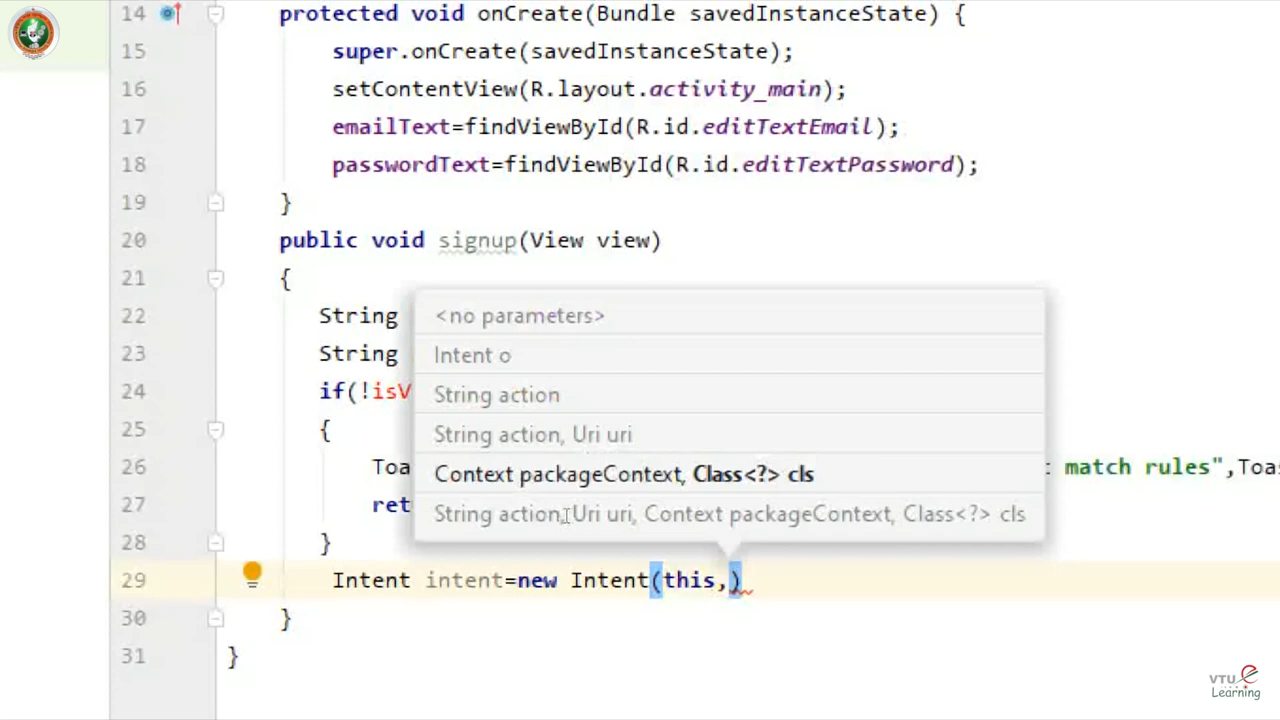 14 protected void onCreate(Bundle savedInstanceState) {
15 super.onCreate(savedInstanceState);
16 setContentView(R.layout.activity_main);
17 emailText=findViewById(R.id.editTextEmail);
18 passwordText=findViewById(R.id.editTextPassword);
19 }
20 public void signup(View view)
21 {
<no parameters>
22 String
Intent o
23 String
24 if(!isV
String action
String action, Uri uri
25 {
Context packageContext, Class<?> cls
26 Toa match rules",Toa
27 ret
String action, Uri uri, Context packageContext, Class<?> cls
28 }
29 Intent intent=new Intent(this,)
30 }
31 }
VTU e
Learning